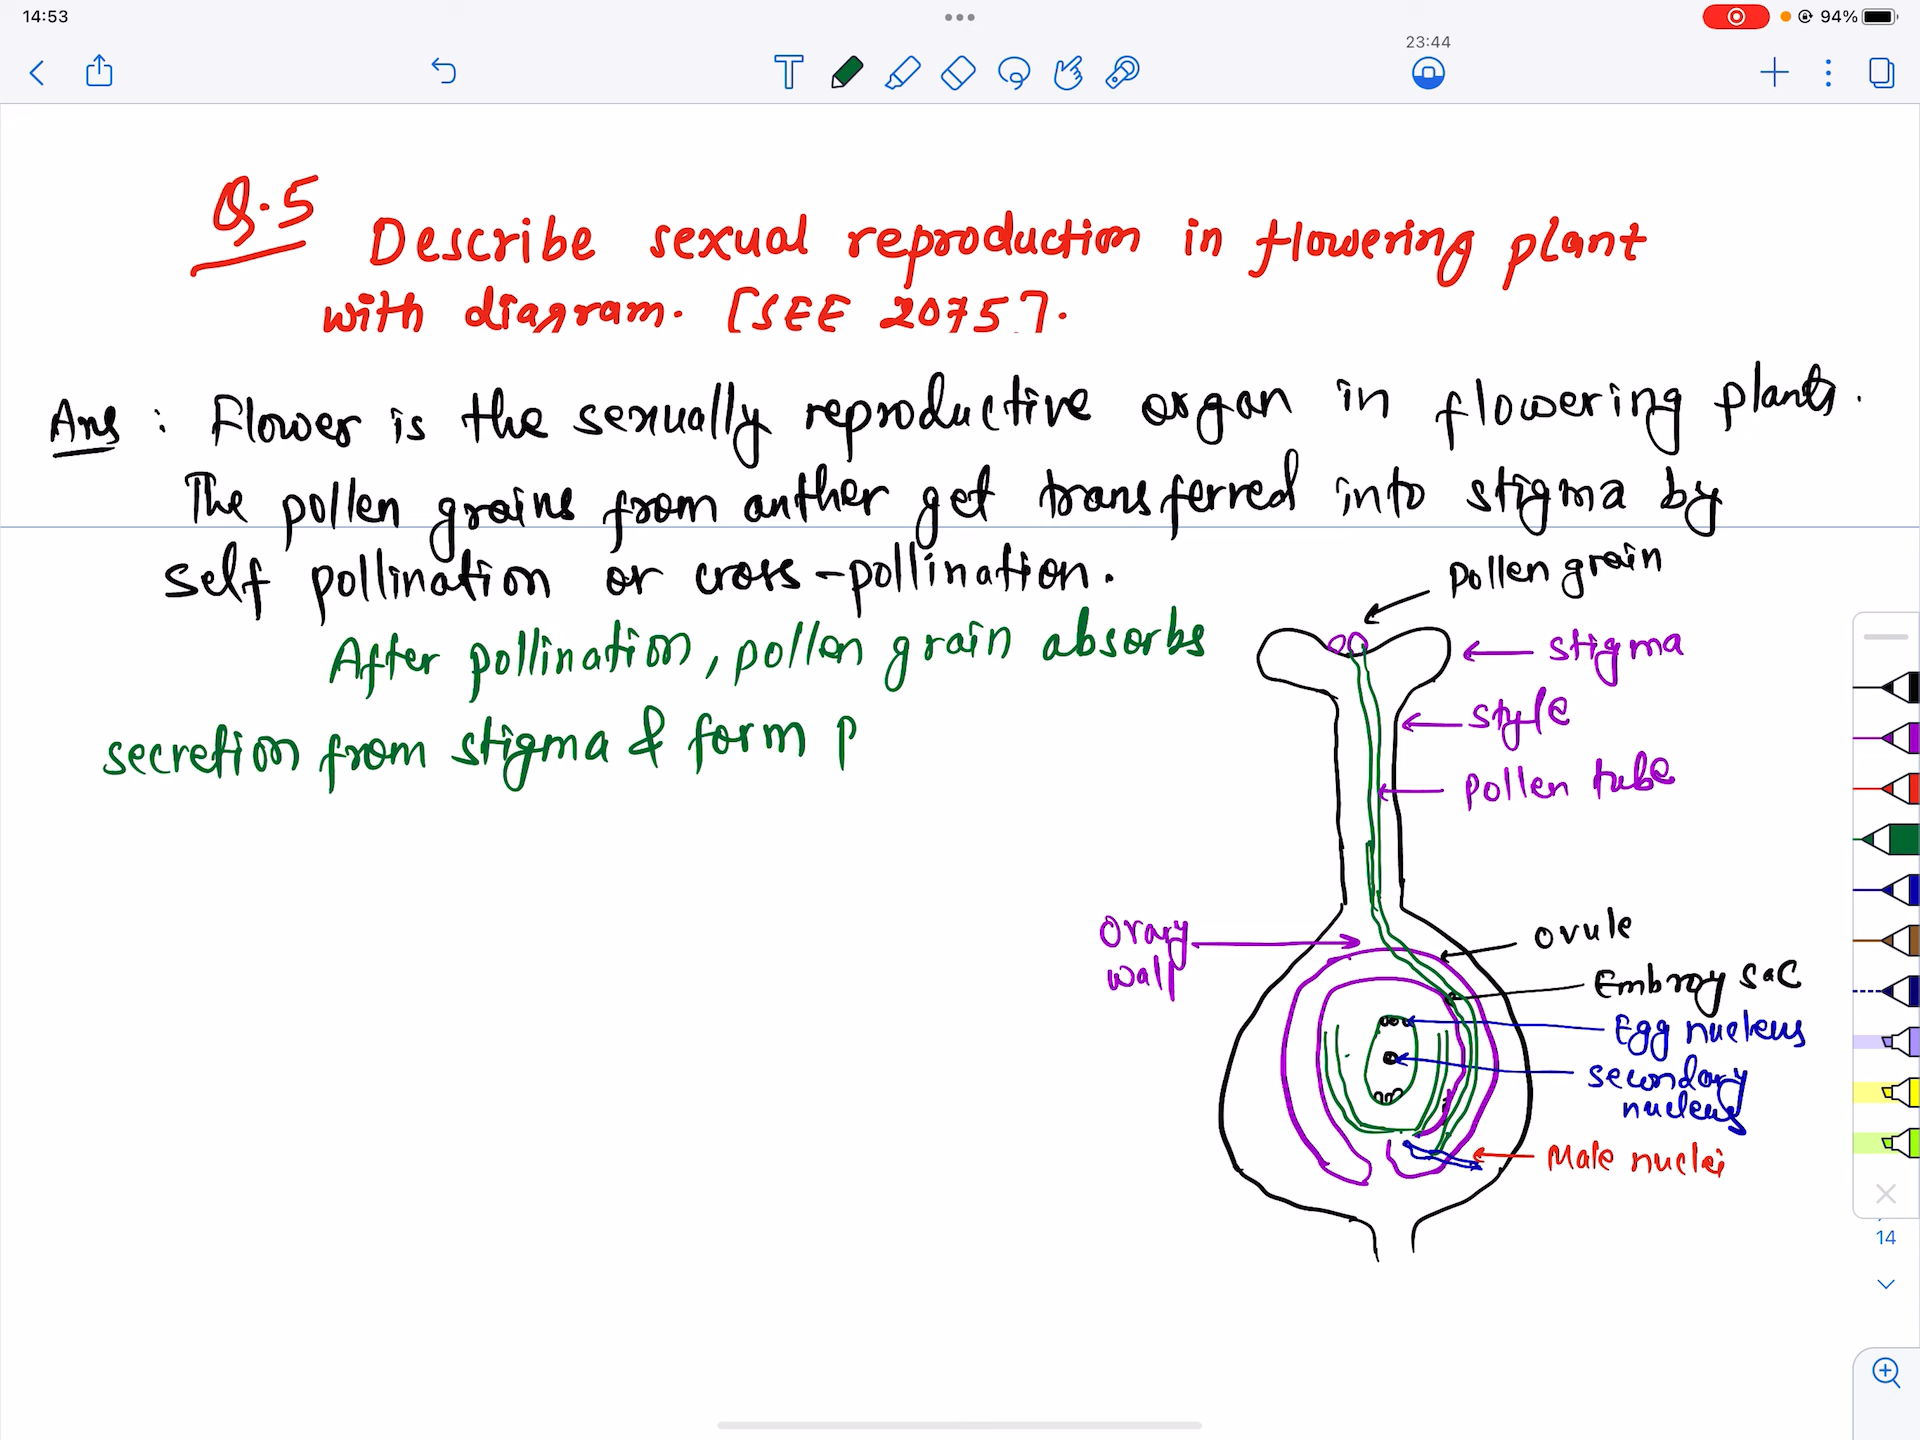 14:53
94%
23:44
Q.5 Describe sexual reproduction in flowering plant
with diagram. [SEE 2075].
Ans : Flower is the sexually reproductive organ in flowering plants.
The pollen grains from anther get transferred into stigma by
self pollination or cross-pollination.
After pollination, pollen grain absorbs
secretion from stigma & form p
Pollen grain
stigma
style
Pollen tube
Ovary
wall
ovule
Embroy sac
Egg nucleus
secondary
nucleus
Male nuclei
14